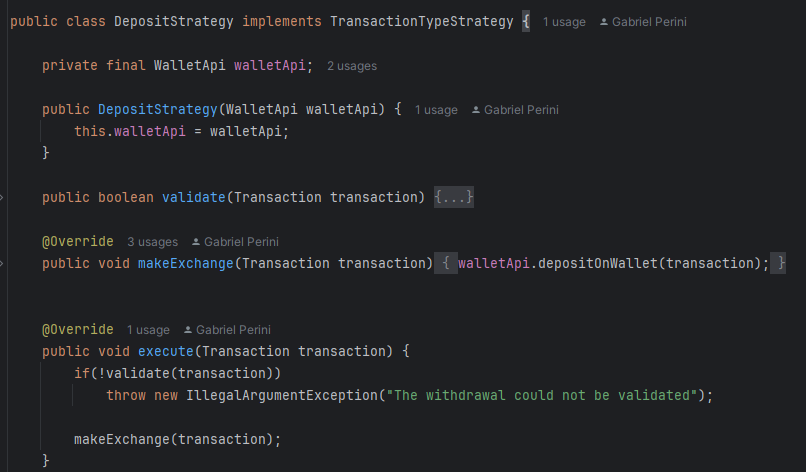 public class DepositStrategy implements TransactionTypeStrategy { 1 usage Gabriel Perini
private final WalletApi walletApi; 2 usages
public DepositStrategy(WalletApi walletApi) { 1 usage Gabriel Perini
this.walletApi = walletApi;
}
public boolean validate(Transaction transaction) {...}
@Override 3 usages Gabriel Perini
public void makeExchange(Transaction transaction) { walletApi.depositOnWallet(transaction); }
@Override 1 usage Gabriel Perini
public void execute(Transaction transaction) {
if(!validate(transaction))
throw new IllegalArgumentException("The withdrawal could not be validated");
makeExchange(transaction);
}